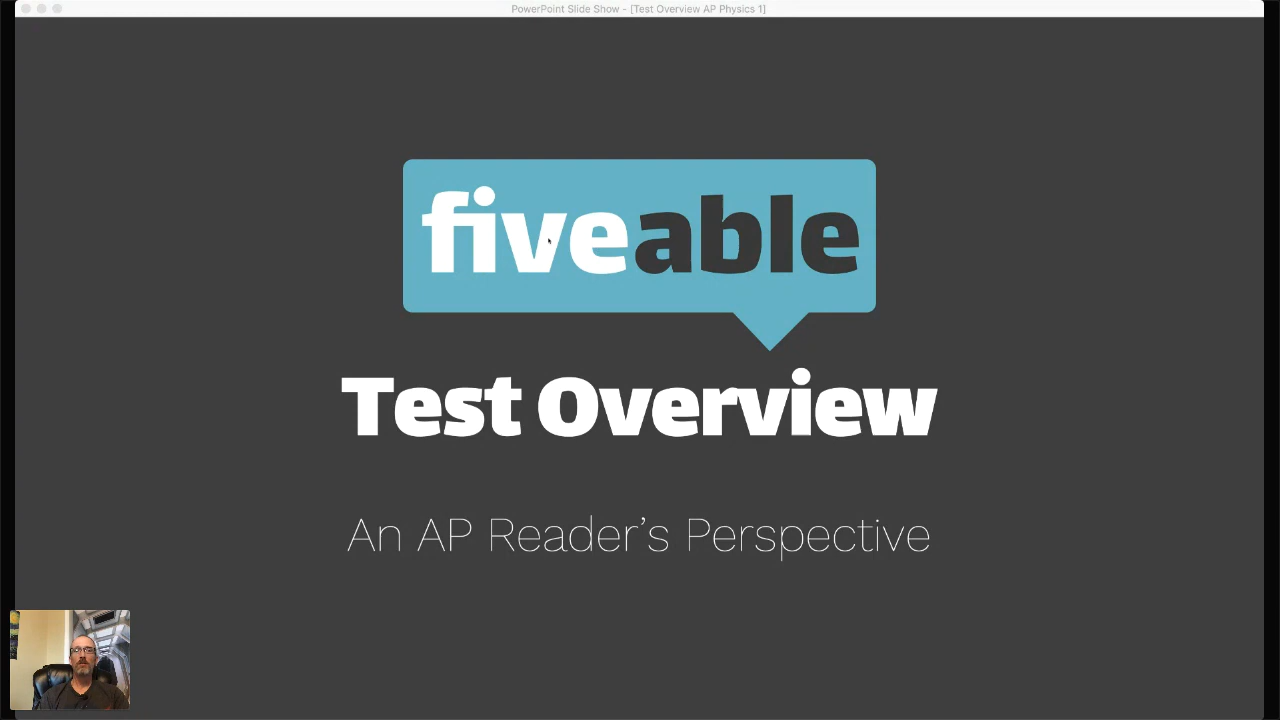 PowerPoint Slide Show - [Test Overview AP Physics 1]
fiveable
Test Overview
An AP Reader's Perspective